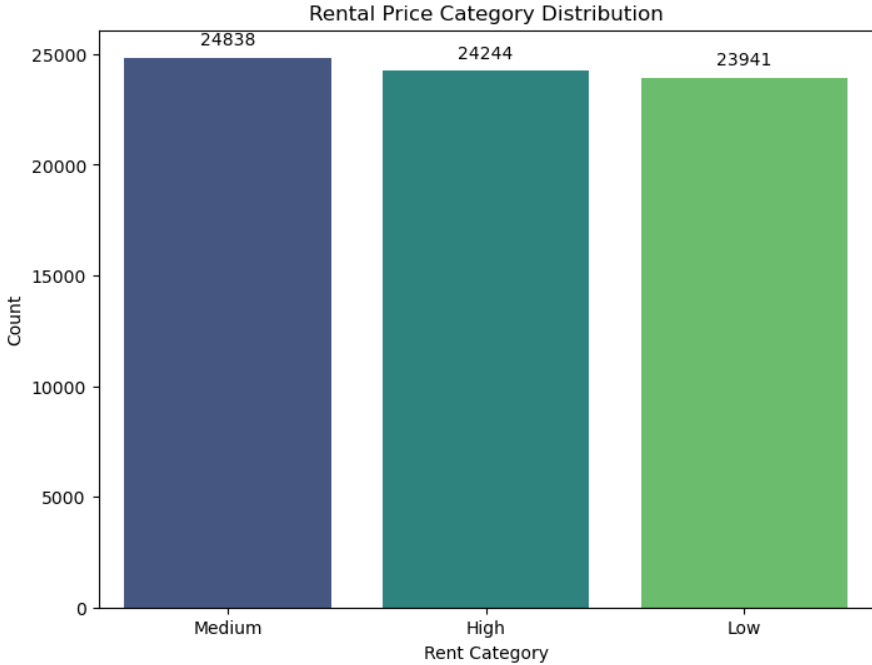 Rental Price Category Distribution
24838
24244
23941
25000
20000
15000
10000
5000
0
Count
Medium
High
Low
Rent Category